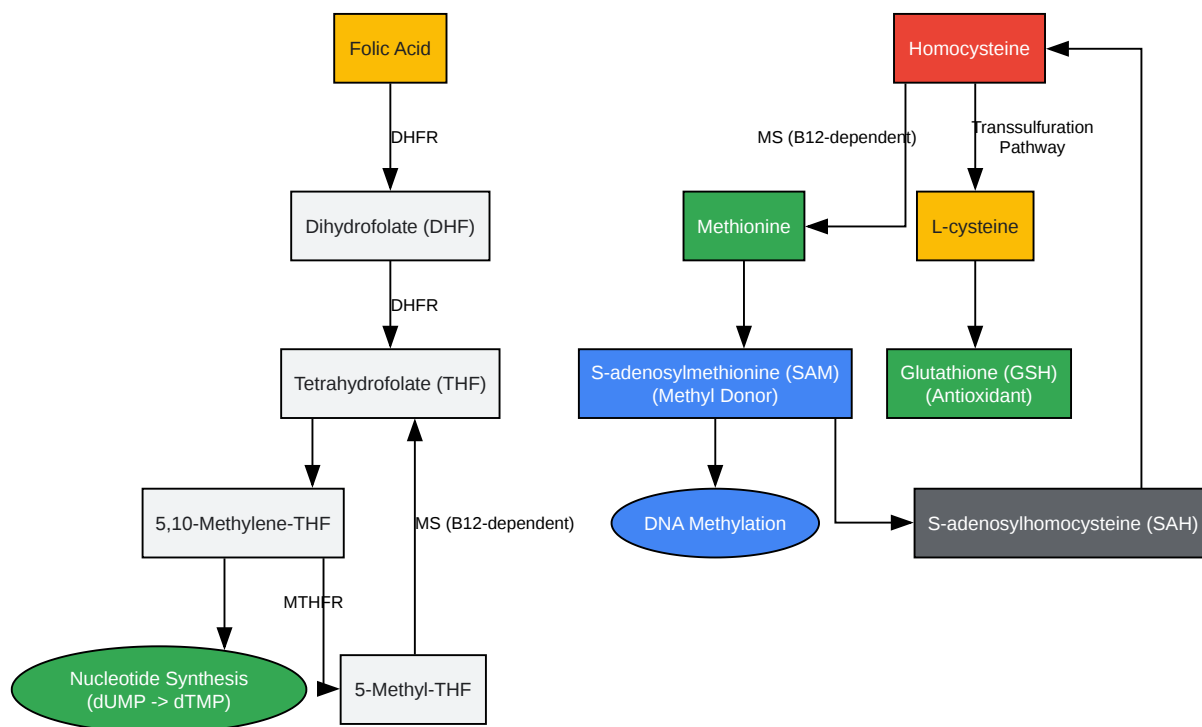 Folic Acid
Homocysteine
DHFR
MS (B12-dependent)
Transsulfuration
Pathway
Dihydrofolate (DHF)
Methionine
L-cysteine
DHFR
Tetrahydrofolate (THF)
S-adenosylmethionine (SAM)
(Methyl Donor)
Glutathione (GSH)
(Antioxidant)
5,10-Methylene-THF
MS (B12-dependent)
DNA Methylation
S-adenosylhomocysteine (SAH)
MTHFR
Nucleotide Synthesis
(dUMP -> dTMP)
5-Methyl-THF